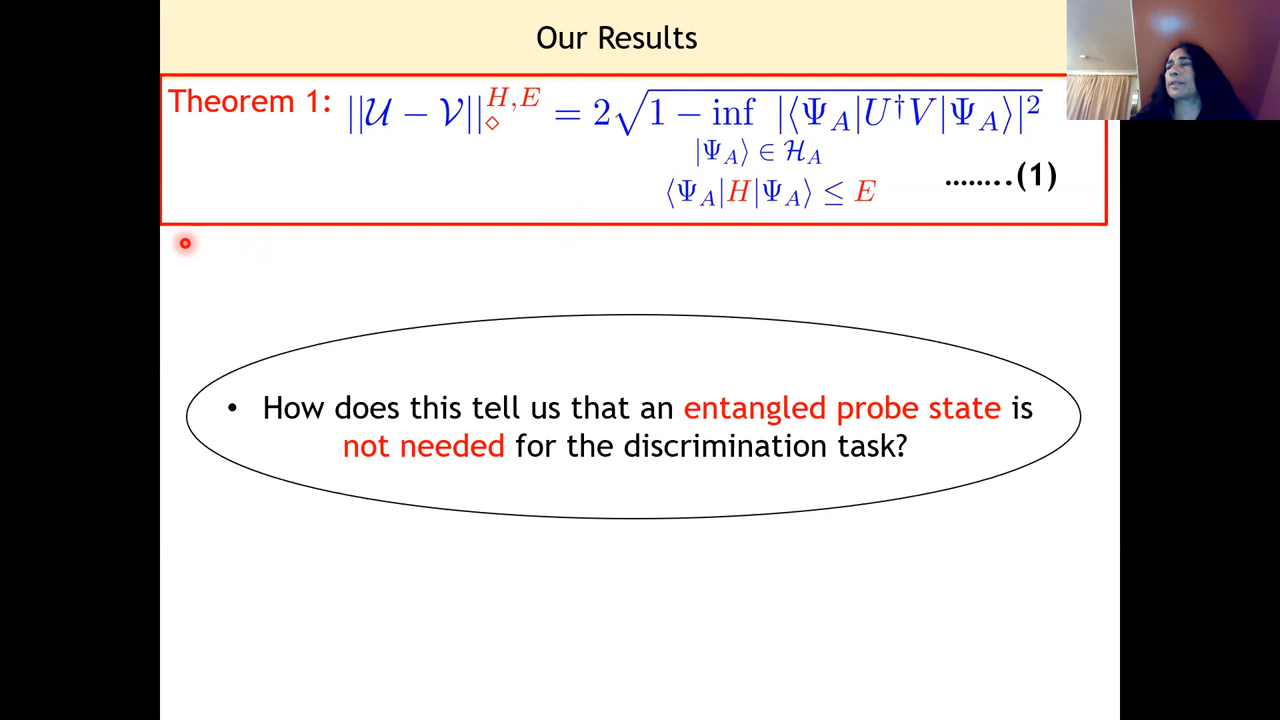 Our Results
Theorem 1: ||𝒰 − 𝒱||_⋄^{H,E} = 2√(1 − inf |⟨Ψ_A|U†V|Ψ_A⟩|²)
|Ψ_A⟩ ∈ ℋ_A
⟨Ψ_A|H|Ψ_A⟩ ≤ E
........(1)
• How does this tell us that an entangled probe state is
not needed for the discrimination task?